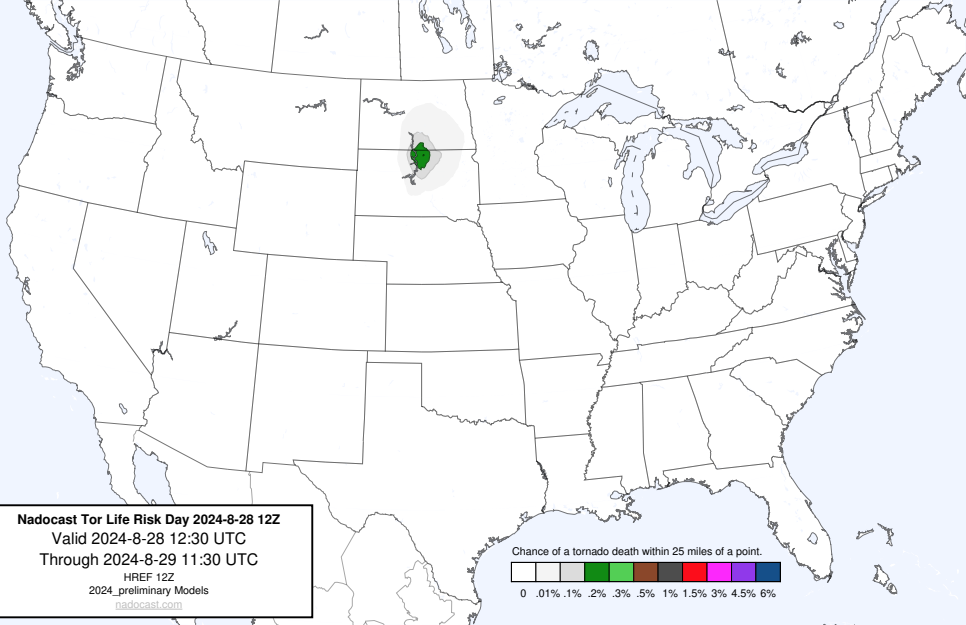 Nadocast Tor Life Risk Day 2024-8-28 12Z
Valid 2024-8-28 12:30 UTC
Through 2024-8-29 11:30 UTC
HREF 12Z
2024_preliminary Models
nadocast.com
Chance of a tornado death within 25 miles of a point.
0 .01% .1% .2% .3% .5% 1% 1.5% 3% 4.5% 6%